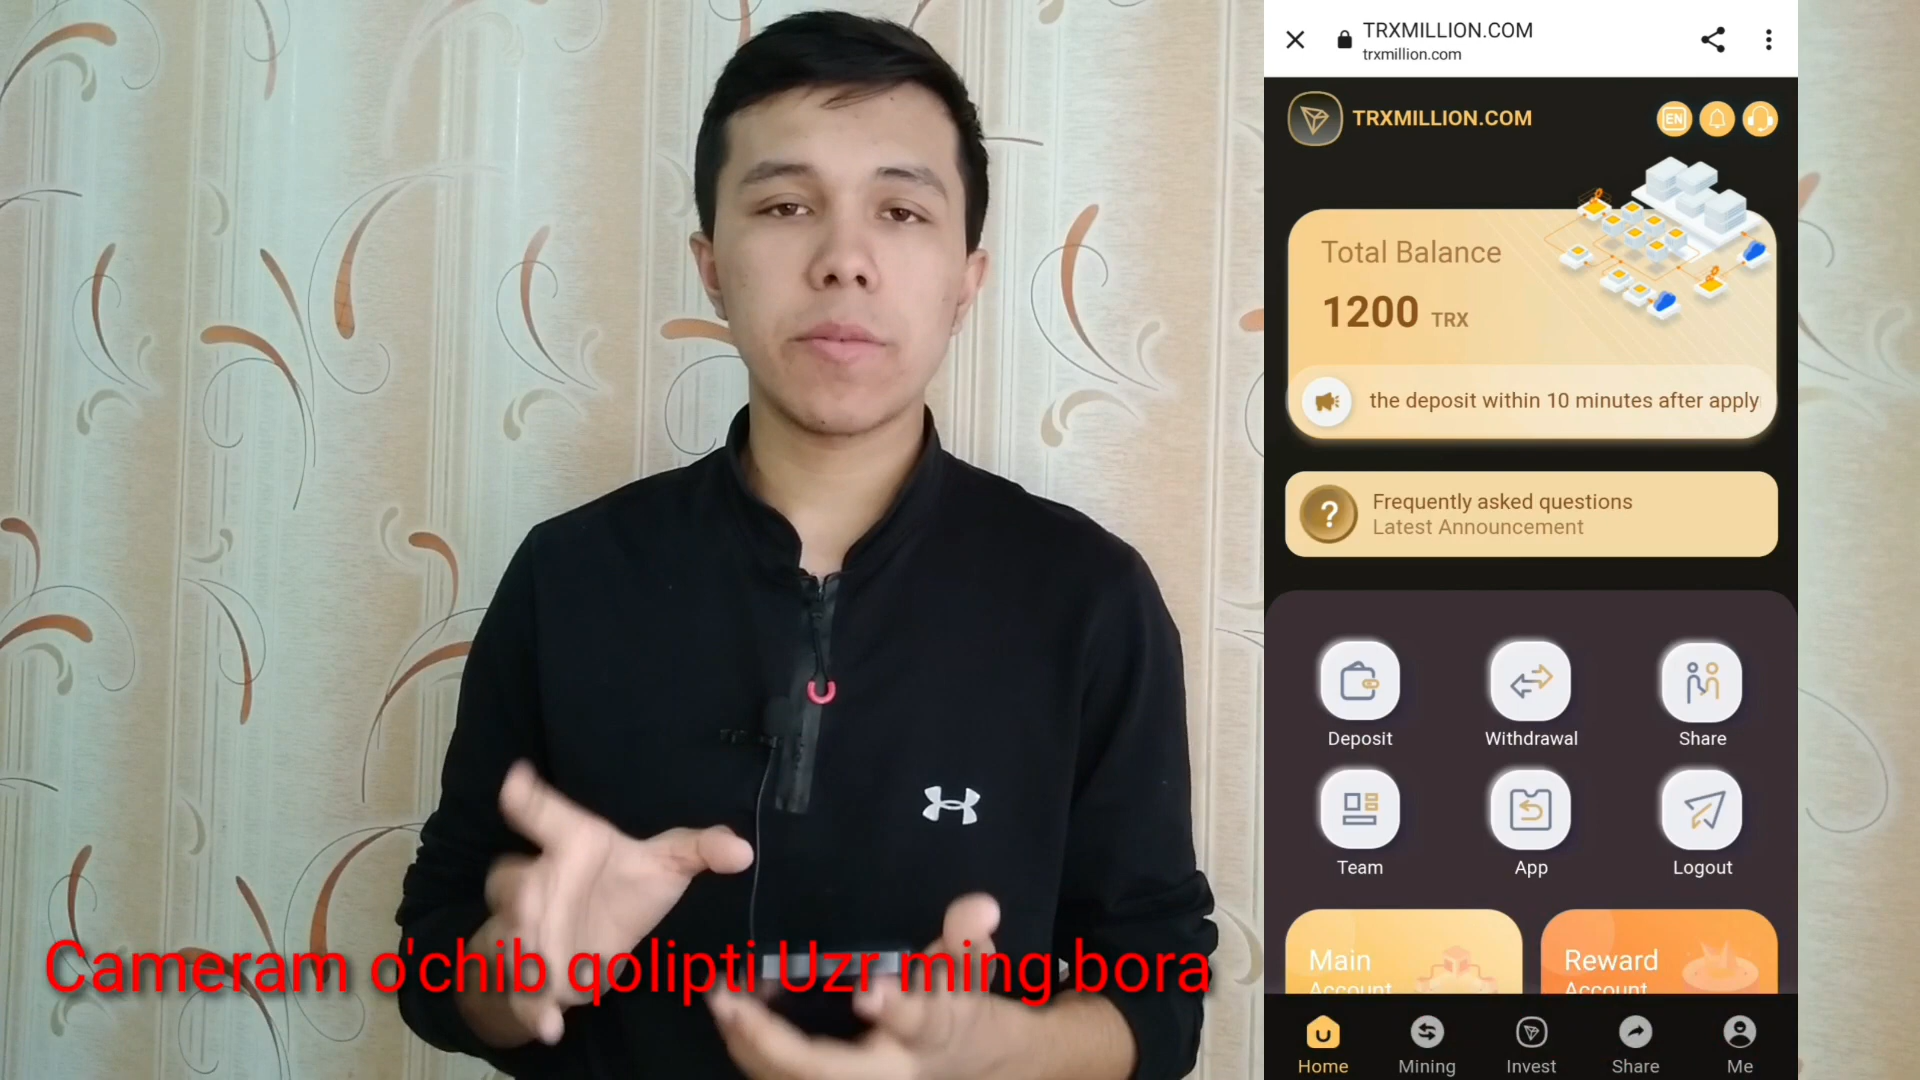 TRXMILLION.COM
trxmillion.com
TRXMILLION.COM
EN
Total Balance
1200 TRX
the deposit within 10 minutes after apply
Frequently asked questions
Latest Announcement
Deposit
Withdrawal
Share
Team
App
Logout
Main
Account
Reward
Account
Home
Mining
Invest
Share
Me
Cameram o'chib qolipti Uzr ming bora